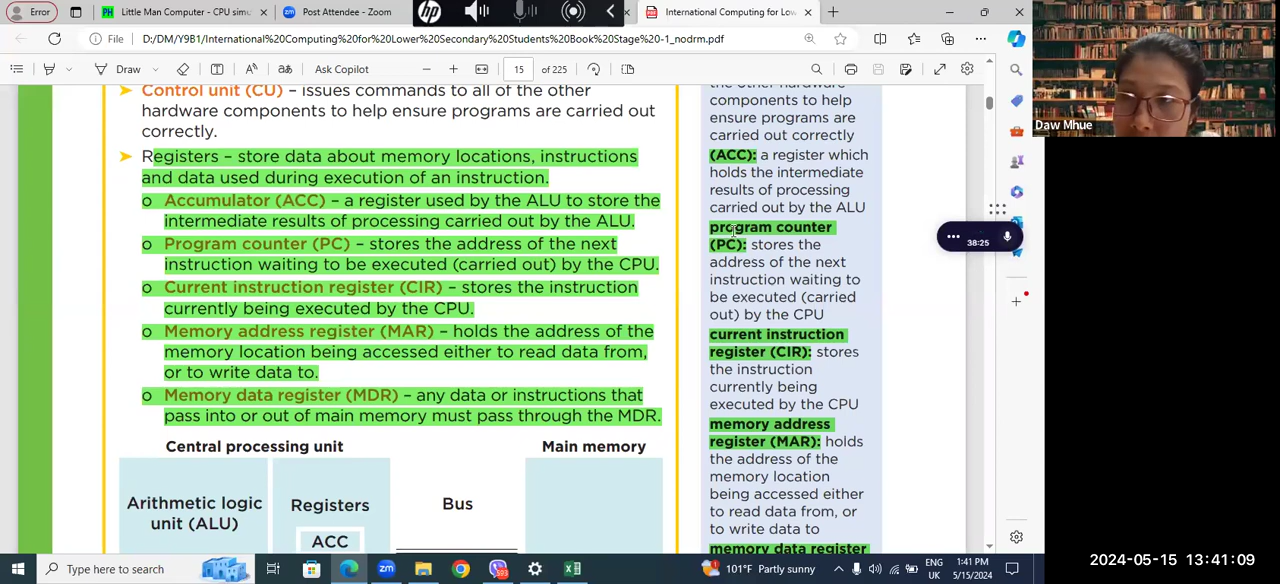 Error
Little Man Computer - CPU simu
Post Attendee - Zoom
International Computing for Low
File
D:/DM/Y9B1/International%20Computing%20for%20Lower%20Secondary%20Students%20Book%20Stage%20-1_nodrm.pdf
Draw
Ask Copilot
15
of 225
Control unit (CU) – issues commands to all of the other
hardware components to help ensure programs are carried out
correctly.
Registers – store data about memory locations, instructions
and data used during execution of an instruction.
o Accumulator (ACC) – a register used by the ALU to store the
intermediate results of processing carried out by the ALU.
o Program counter (PC) – stores the address of the next
instruction waiting to be executed (carried out) by the CPU.
o Current instruction register (CIR) – stores the instruction
currently being executed by the CPU.
o Memory address register (MAR) – holds the address of the
memory location being accessed either to read data from,
or to write data to.
o Memory data register (MDR) – any data or instructions that
pass into or out of main memory must pass through the MDR.
Central processing unit
Main memory
Arithmetic logic
unit (ALU)
Registers
ACC
Bus
the other hardware
components to help
ensure programs are
carried out correctly
(ACC): a register which
holds the intermediate
results of processing
carried out by the ALU
program counter
(PC): stores the
address of the next
instruction waiting to
be executed (carried
out) by the CPU
current instruction
register (CIR): stores
the instruction
currently being
executed by the CPU
memory address
register (MAR): holds
the address of the
memory location
being accessed either
to read data from, or
to write data to
memory data register
38:25
Daw Mhue
Type here to search
101°F Partly sunny
ENG
UK
1:41 PM
5/15/2024
2024-05-15 13:41:09